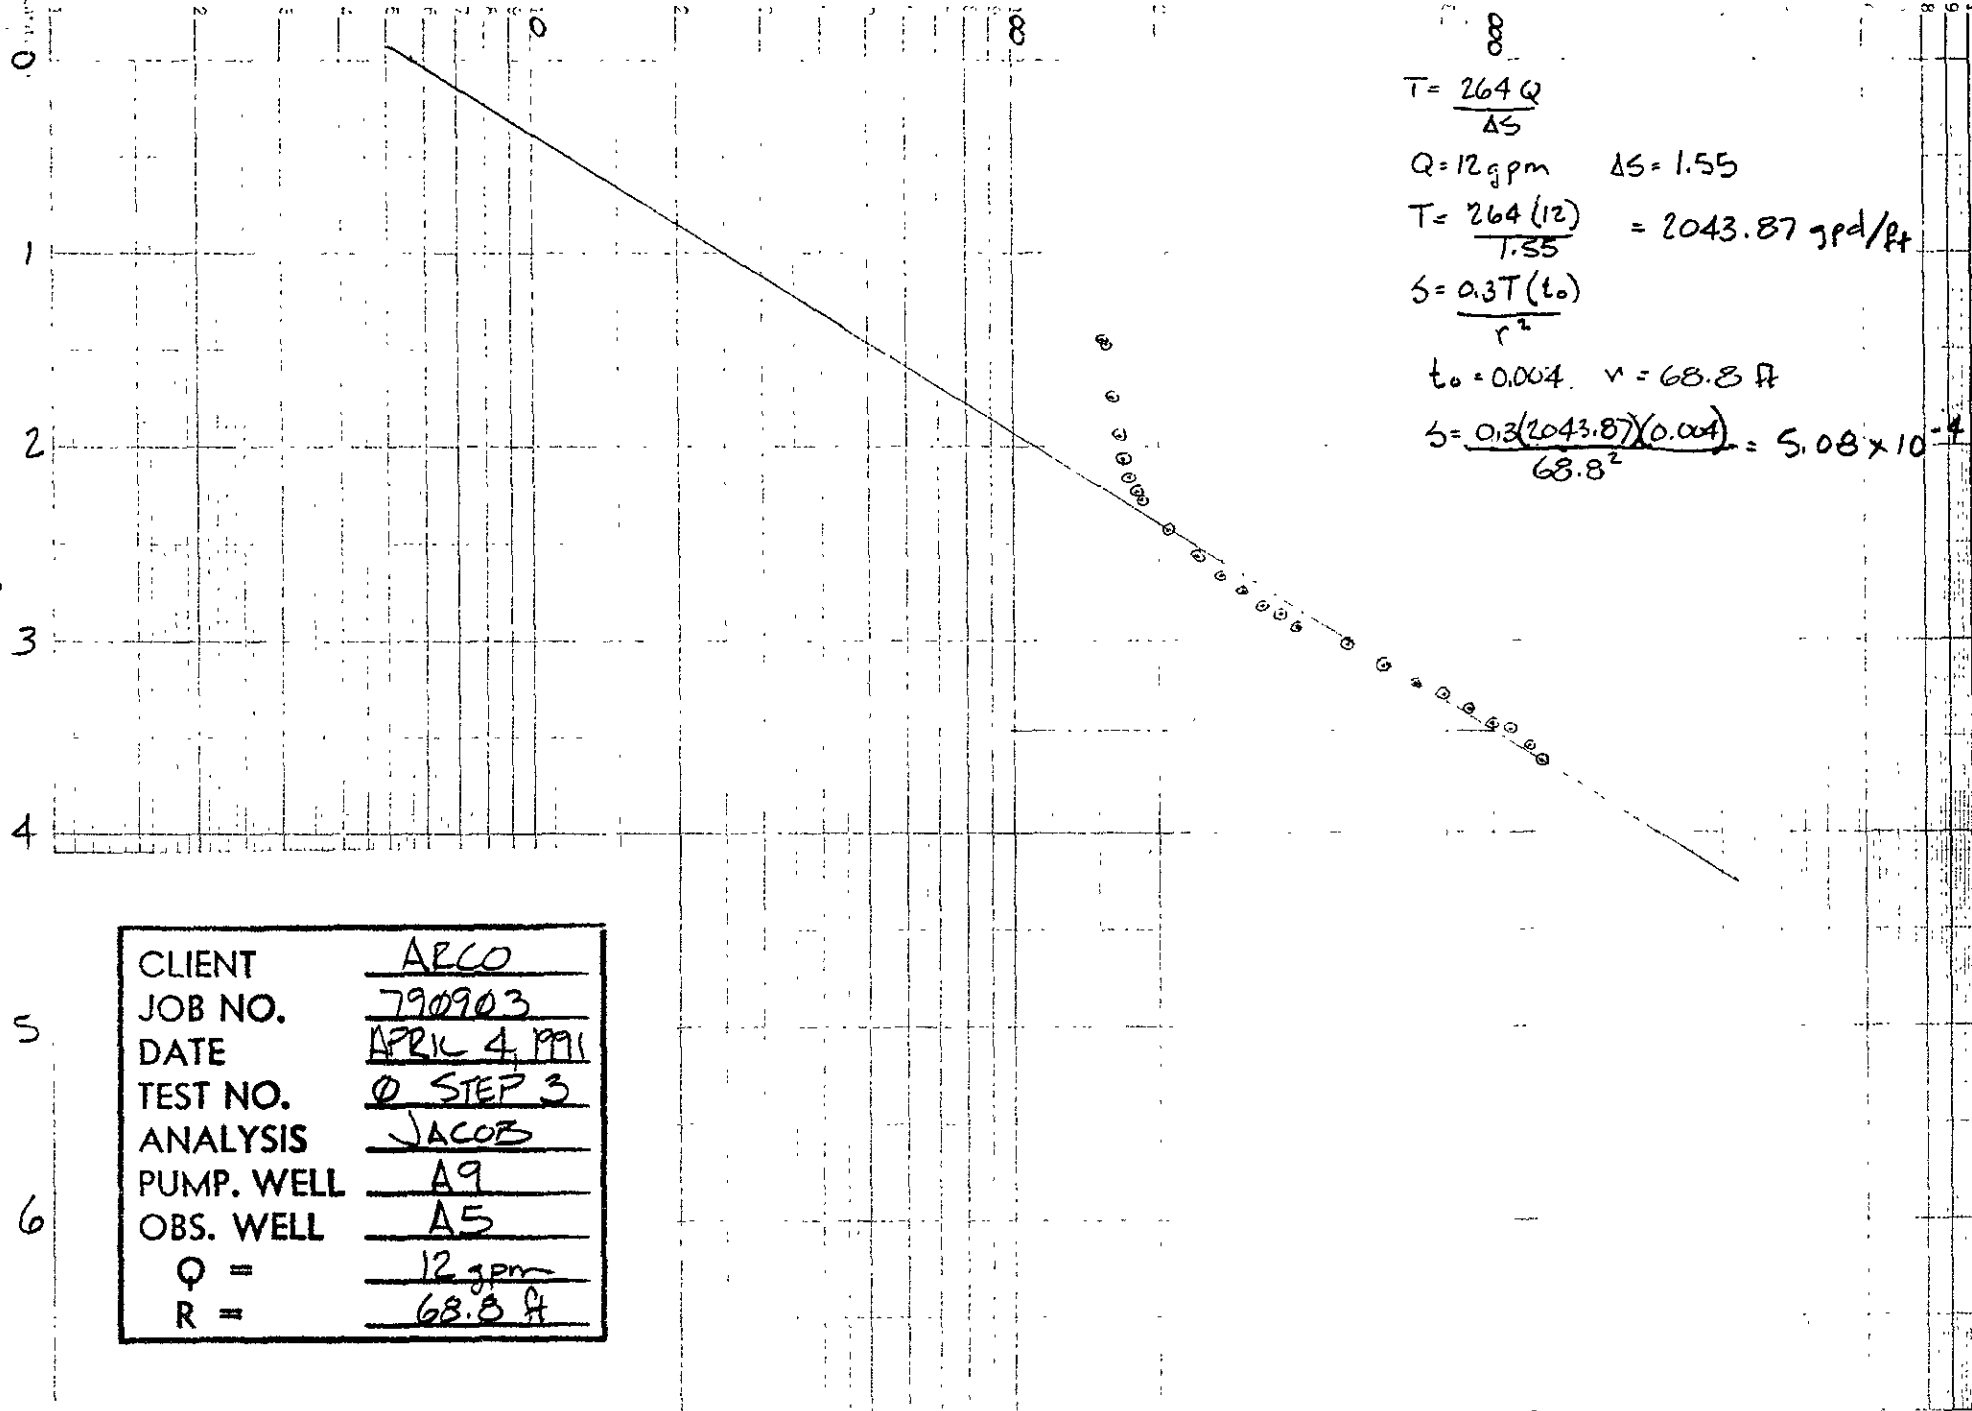 0
10
100
1000
T = 264 Q
ΔS
Q = 12 gpm ΔS = 1.55
T = 264 (12) = 2043.87 gpd/ft
1.55
S = 0.3T (t₀)
r²
t₀ = 0.004. r = 68.8 ft
S = 0.3(2043.87)(0.004) = 5.08 x 10⁻⁴
68.8²
1
2
3
4
5
6
CLIENT ARCO
JOB NO. 790903
DATE APRIL 4, 1991
TEST NO. Ø STEP 3
ANALYSIS JACOB
PUMP. WELL A9
OBS. WELL A5
Q = 12 gpm
R = 68.8 ft